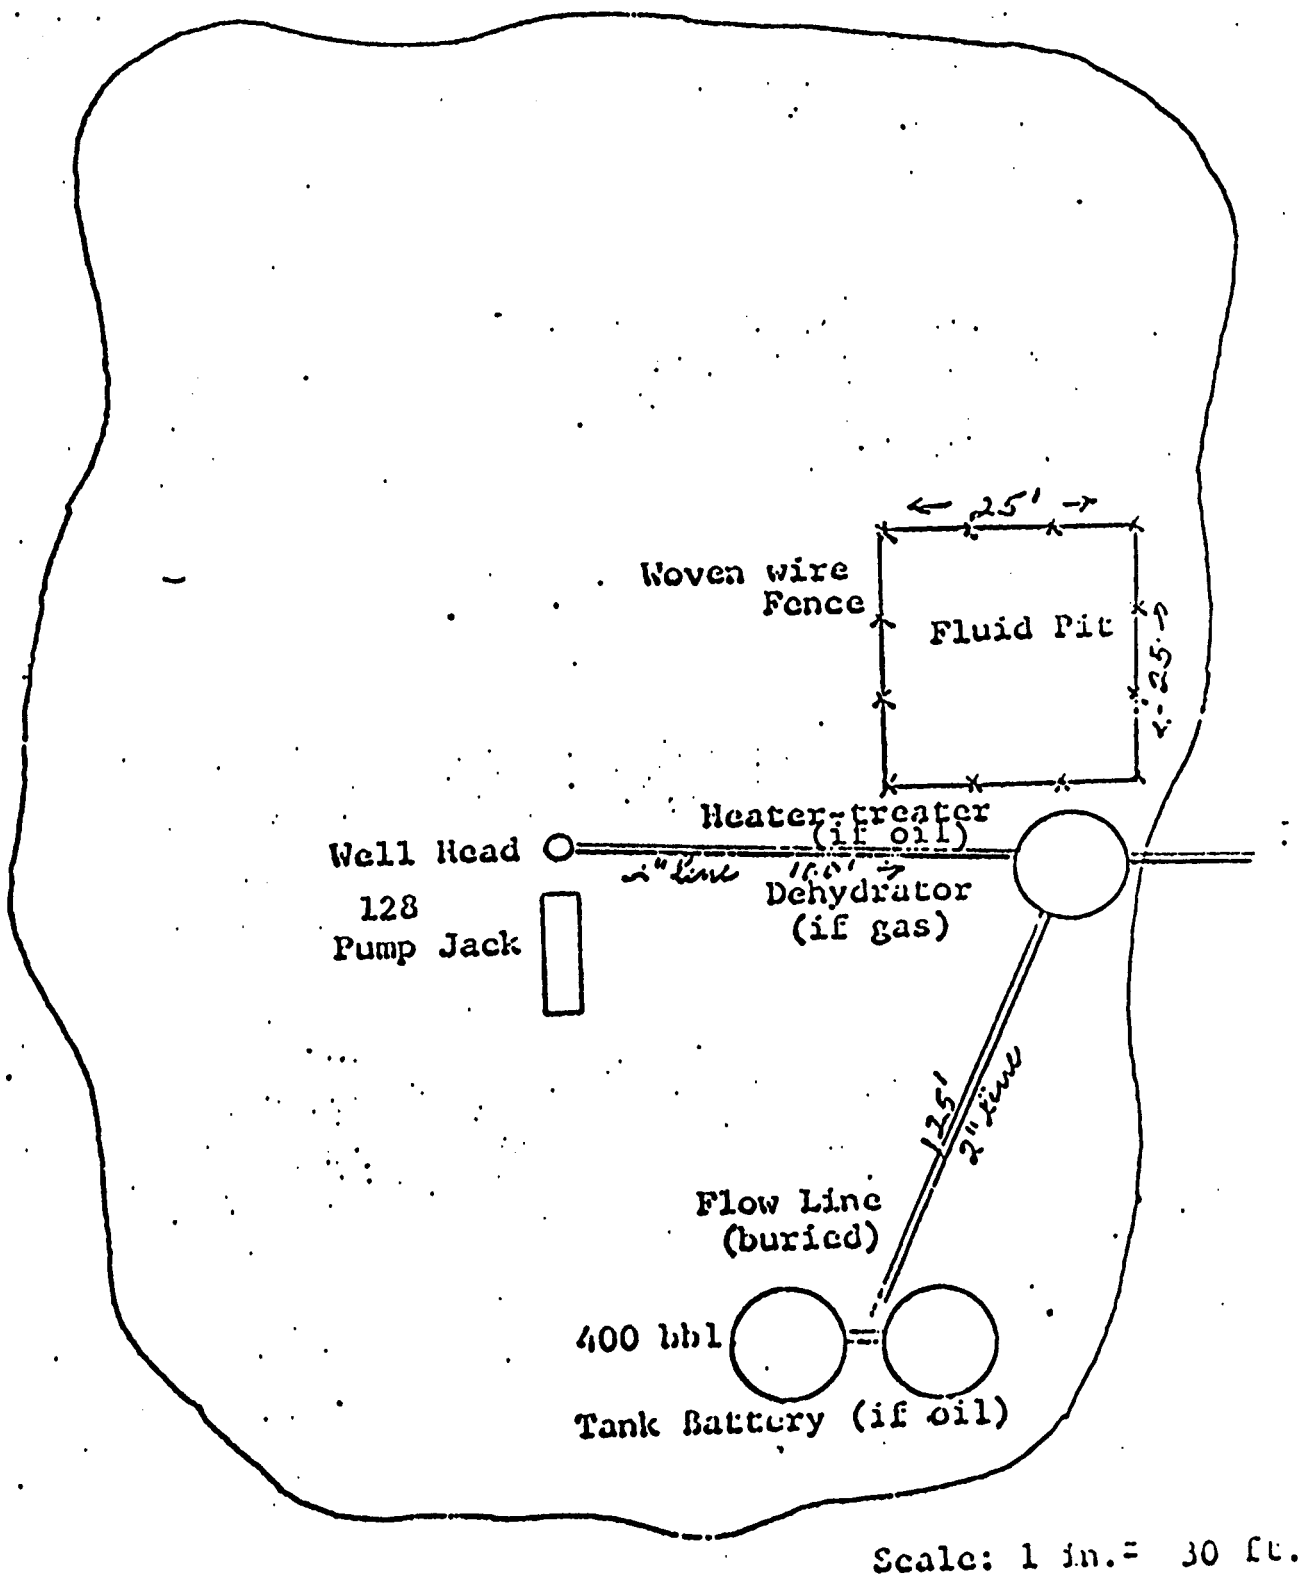 ← 25' →
Woven wire
Fence
Fluid Pit
← 25 →
Heater-treater
(if oil)
Well Head
2" line
Dehydrator
(if gas)
128
Pump Jack
125'
2" line
Flow Line
(buried)
400 bbl
Tank Battery (if oil)
Scale: 1 in.= 30 ft.